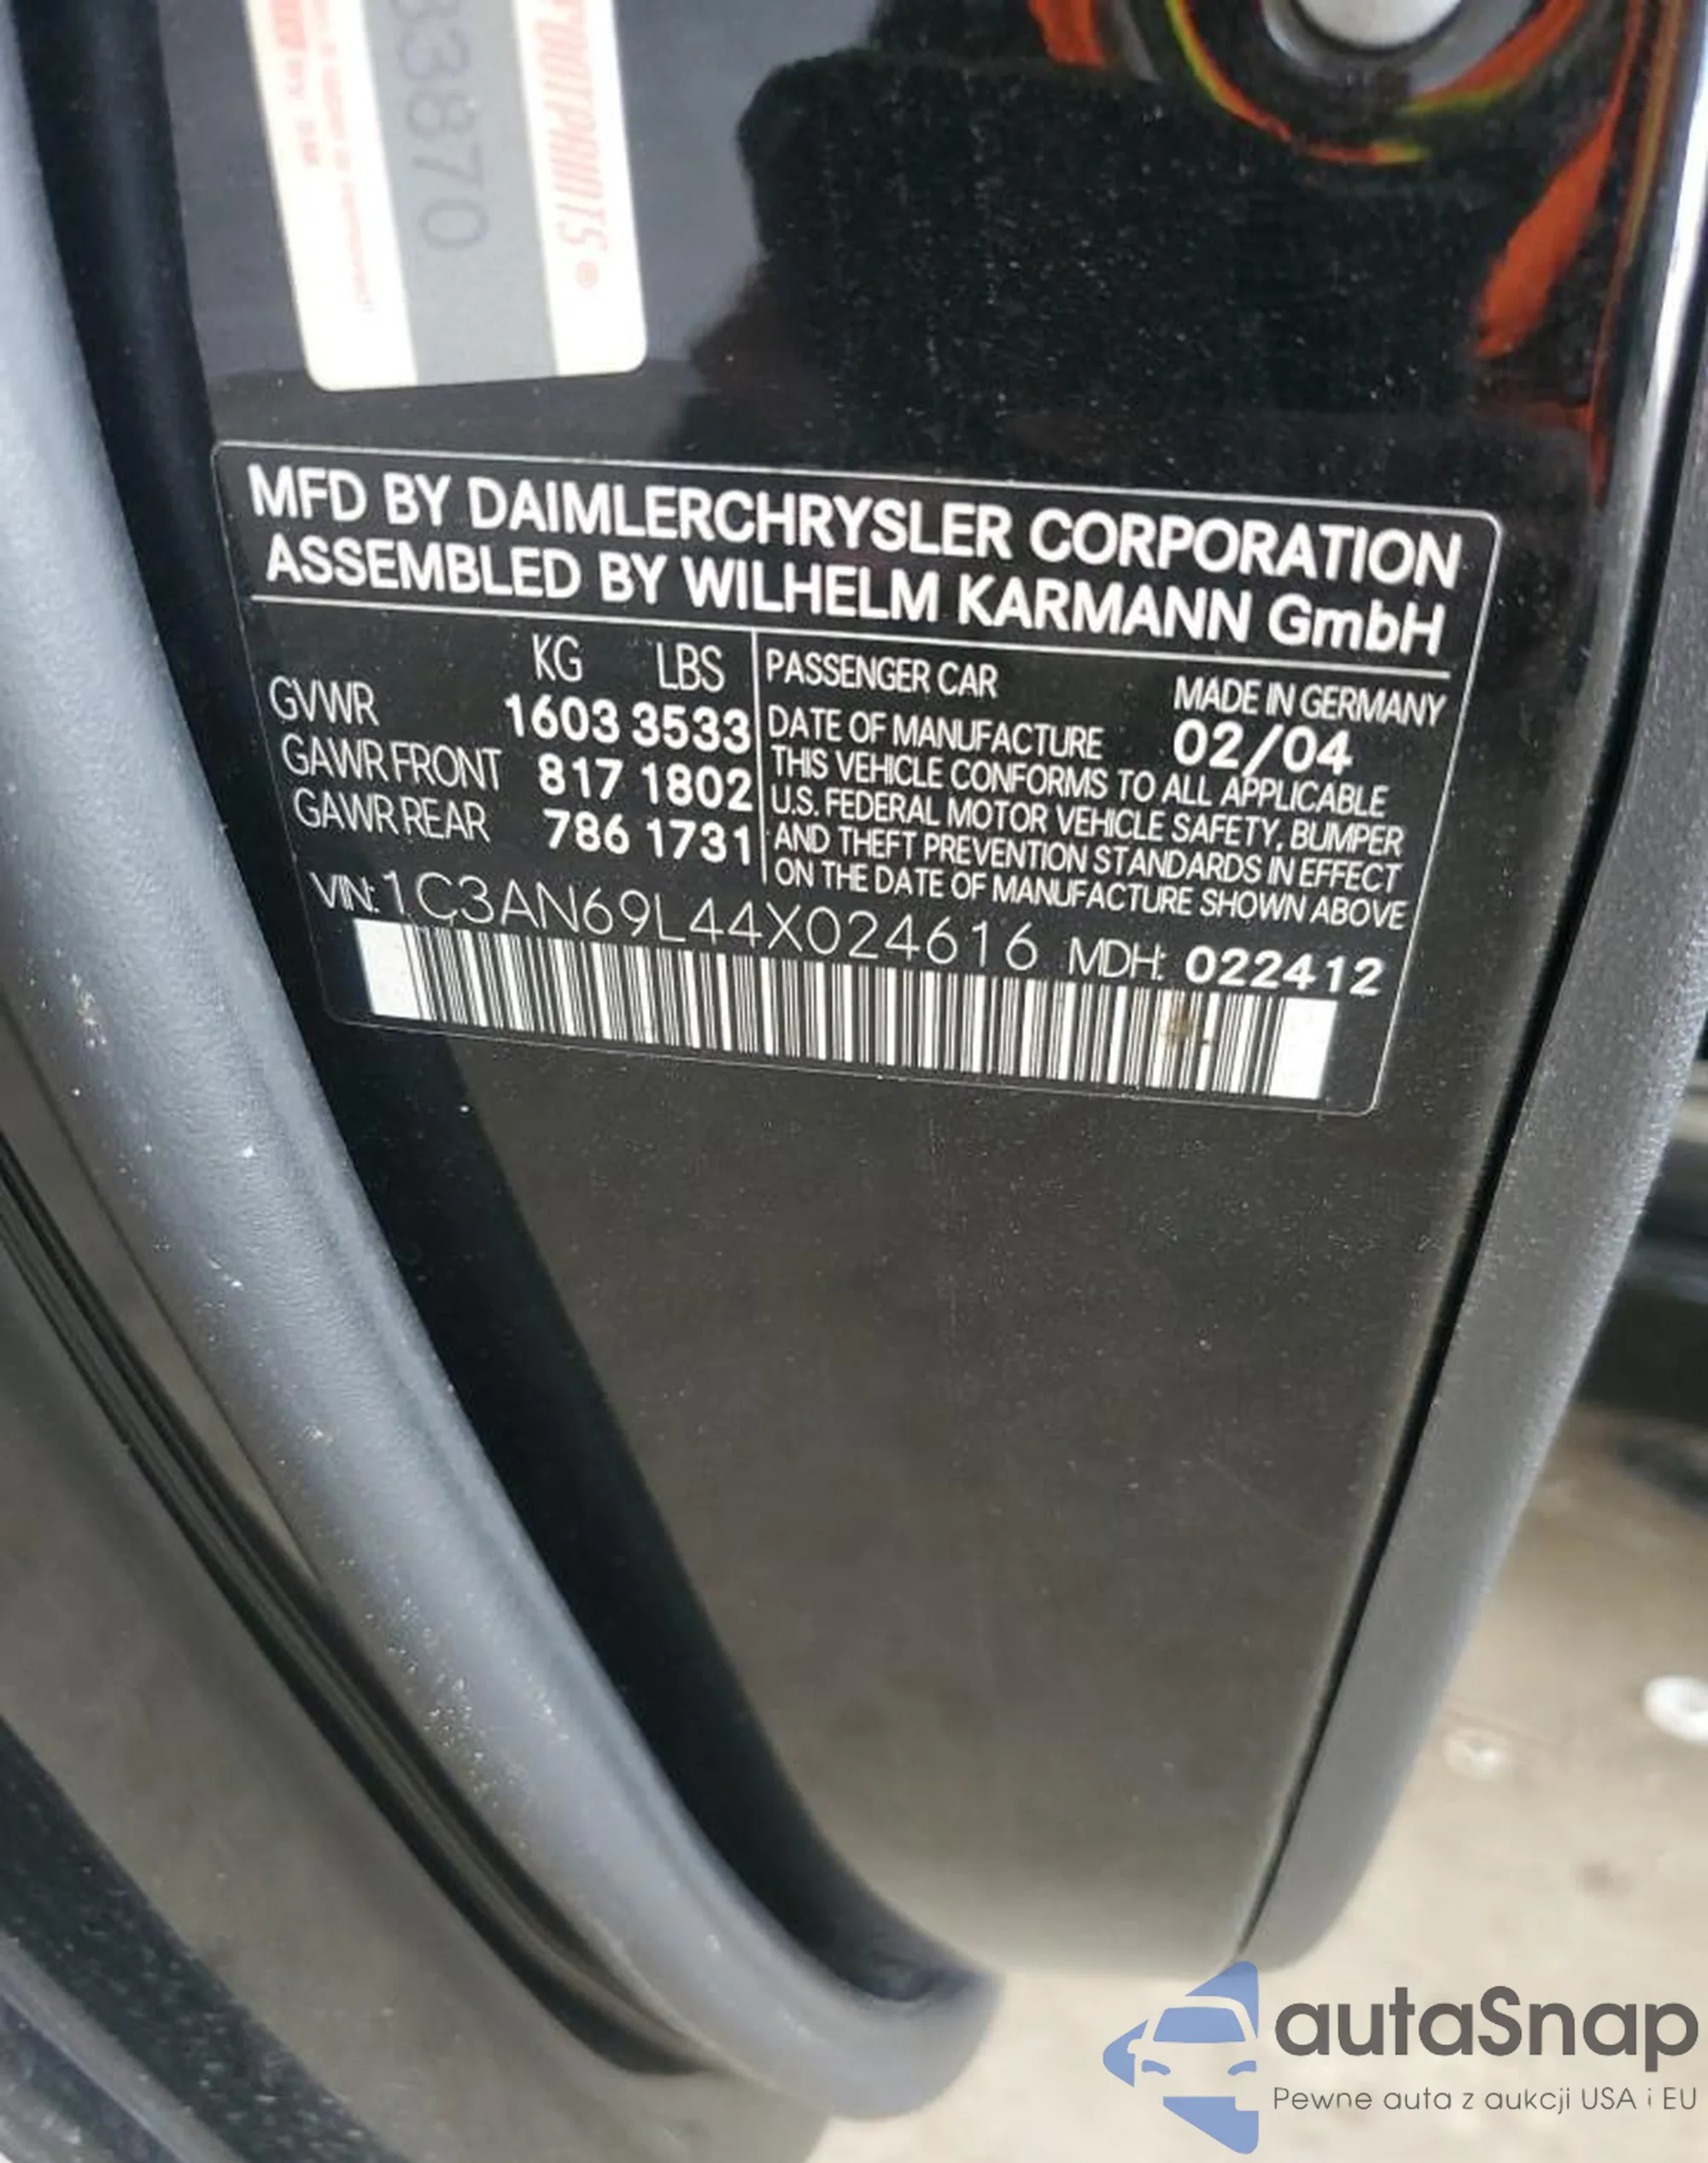 3870
FOOTPRINTS®
MFD BY DAIMLERCHRYSLER CORPORATION
ASSEMBLED BY WILHELM KARMANN GmbH
KG LBS
GVWR 1603 3533
GAWR FRONT 817 1802
GAWR REAR 786 1731
PASSENGER CAR MADE IN GERMANY
DATE OF MANUFACTURE 02/04
THIS VEHICLE CONFORMS TO ALL APPLICABLE
U.S. FEDERAL MOTOR VEHICLE SAFETY, BUMPER
AND THEFT PREVENTION STANDARDS IN EFFECT
ON THE DATE OF MANUFACTURE SHOWN ABOVE
VIN: 1C3AN69L44X024616 MDH: 022412
autaSnap
Pewne auta z aukcji USA i EU